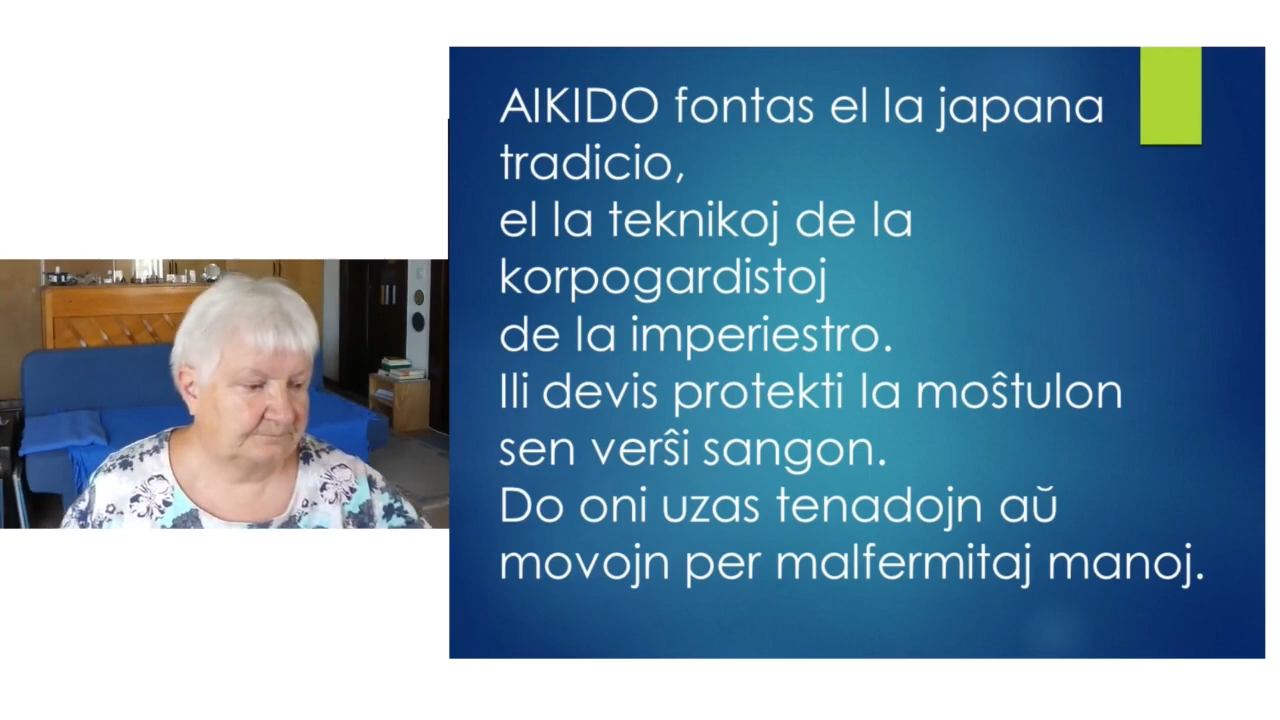 AIKIDO fontas el la japana
tradicio,
el la teknikoj de la
korpogardistoj
de la imperiestro.
Ili devis protekti la moŝtulon
sen verŝi sangon.
Do oni uzas tenadojn aŭ
movojn per malfermitaj manoj.